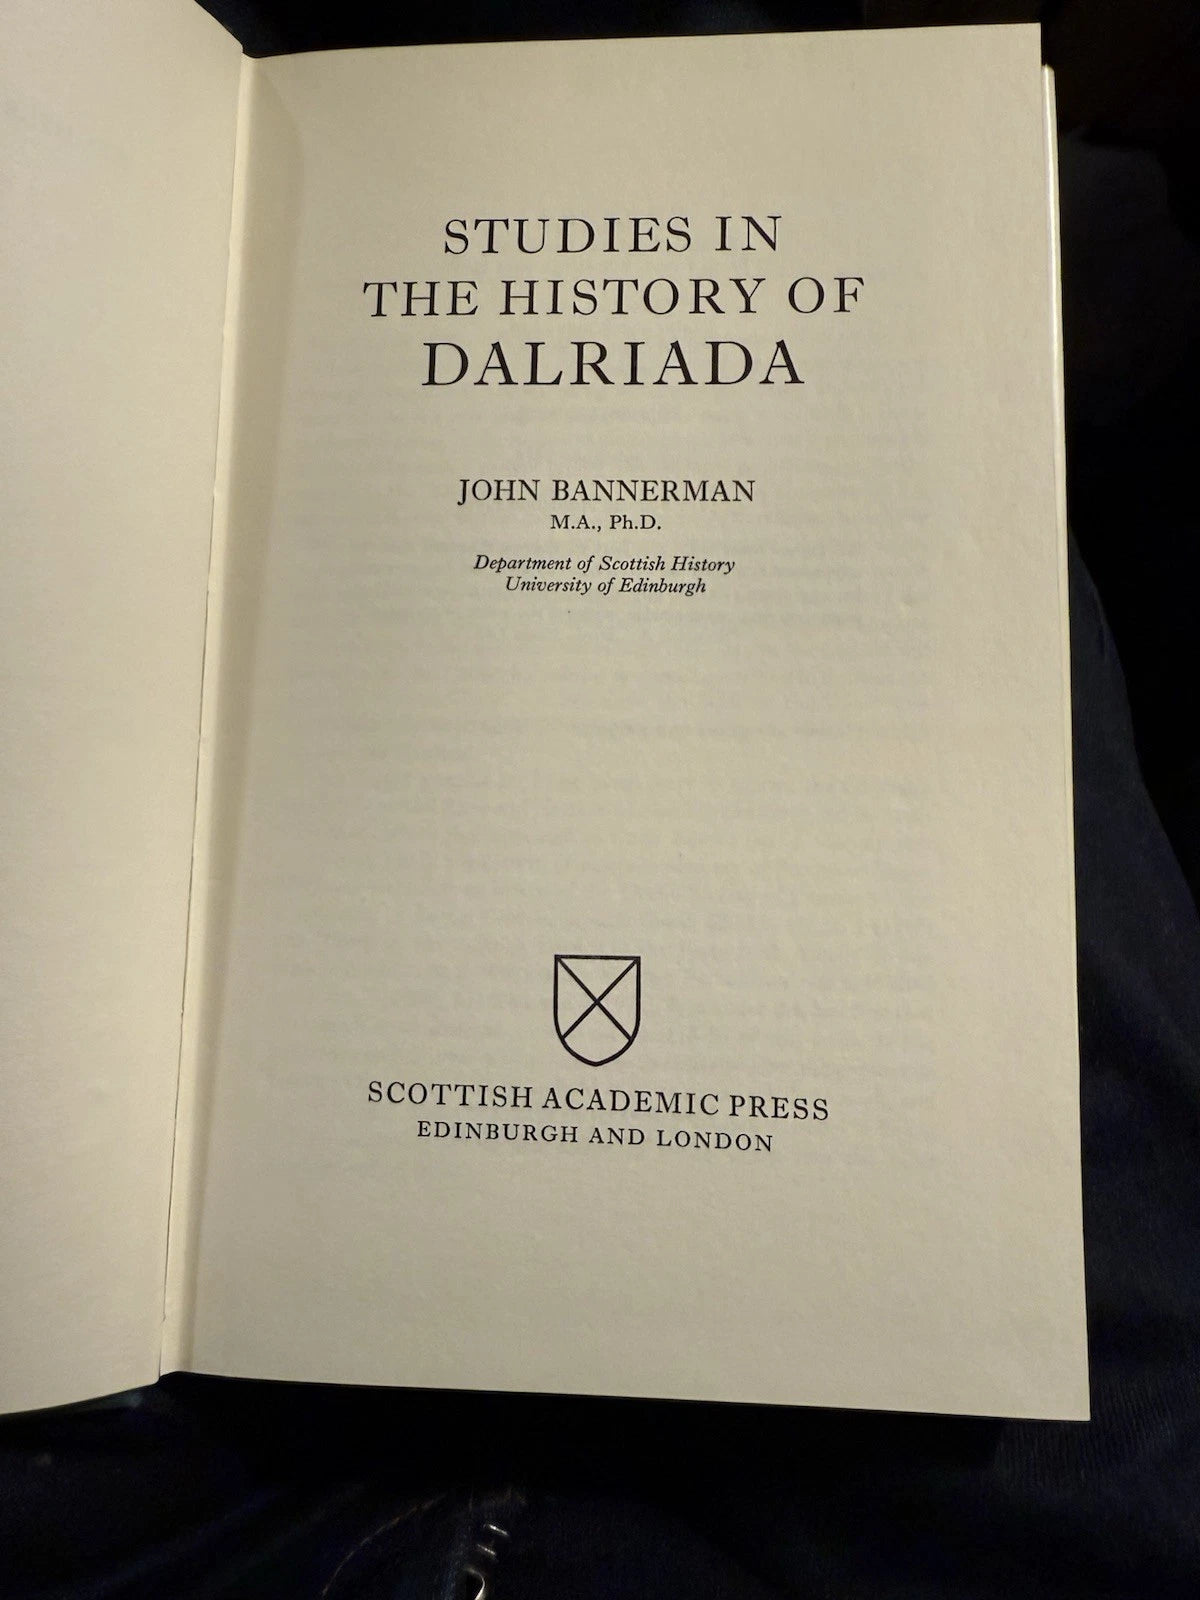 STUDIES IN
THE HISTORY OF
DALRIADA
JOHN BANNERMAN
M.A., Ph.D.
Department of Scottish History
University of Edinburgh
SCOTTISH ACADEMIC PRESS
EDINBURGH AND LONDON